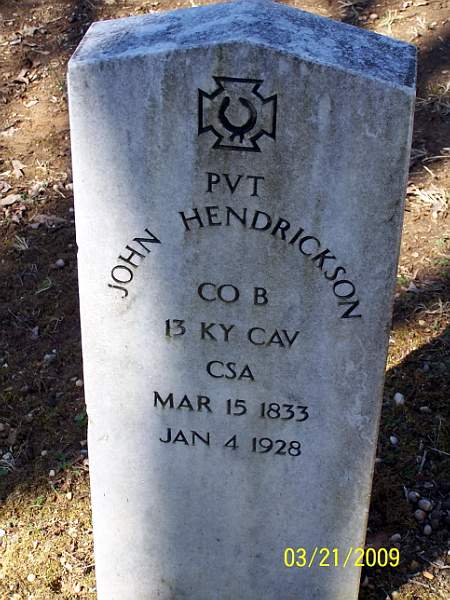 PVT
JOHN HENDRICKSON
CO B
13 KY CAV
CSA
MAR 15 1833
JAN 4 1928
03/21/2009